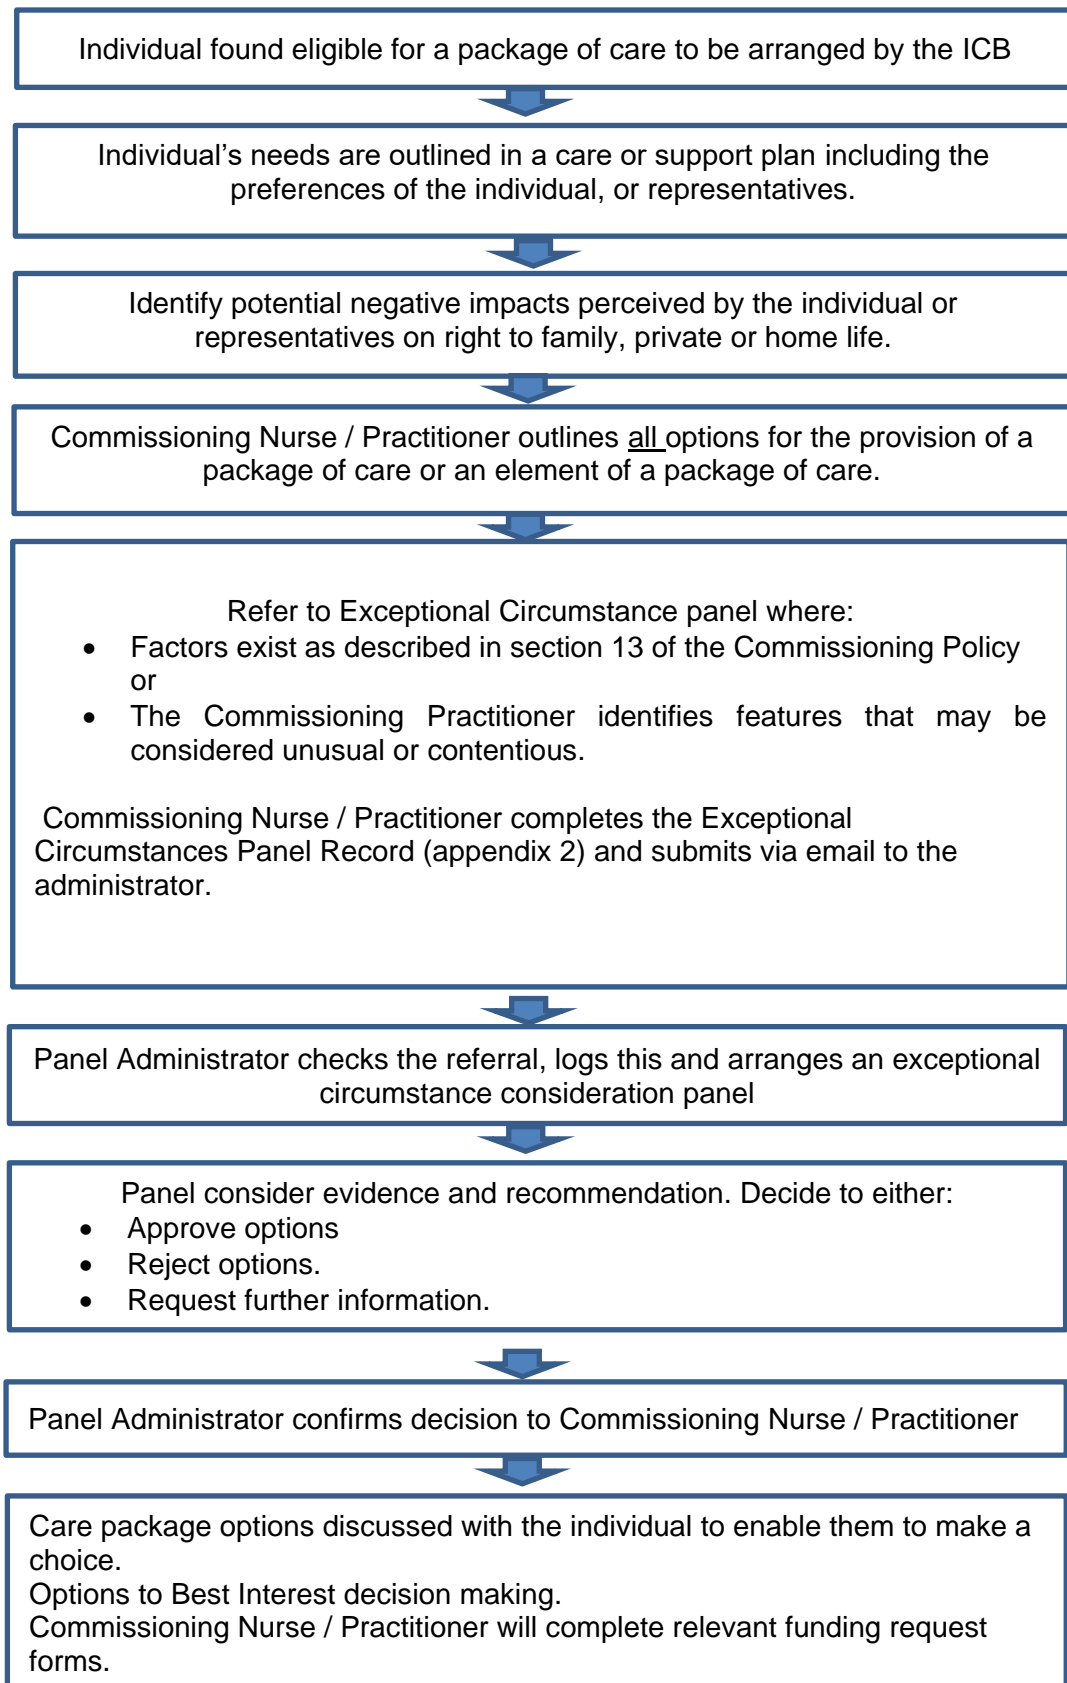 Individual found eligible for a package of care to be arranged by the ICB
Individual’s needs are outlined in a care or support plan including the
preferences of the individual, or representatives.
Identify potential negative impacts perceived by the individual or
representatives on right to family, private or home life.
Commissioning Nurse / Practitioner outlines all options for the provision of a
package of care or an element of a package of care.
Refer to Exceptional Circumstance panel where:
• Factors exist as described in section 13 of the Commissioning Policy
or
• The Commissioning Practitioner identifies features that may be
considered unusual or contentious.
Commissioning Nurse / Practitioner completes the Exceptional
Circumstances Panel Record (appendix 2) and submits via email to the
administrator.
Panel Administrator checks the referral, logs this and arranges an exceptional
circumstance consideration panel
Panel consider evidence and recommendation. Decide to either:
• Approve options
• Reject options.
• Request further information.
Panel Administrator confirms decision to Commissioning Nurse / Practitioner
Care package options discussed with the individual to enable them to make a
choice.
Options to Best Interest decision making.
Commissioning Nurse / Practitioner will complete relevant funding request
forms.